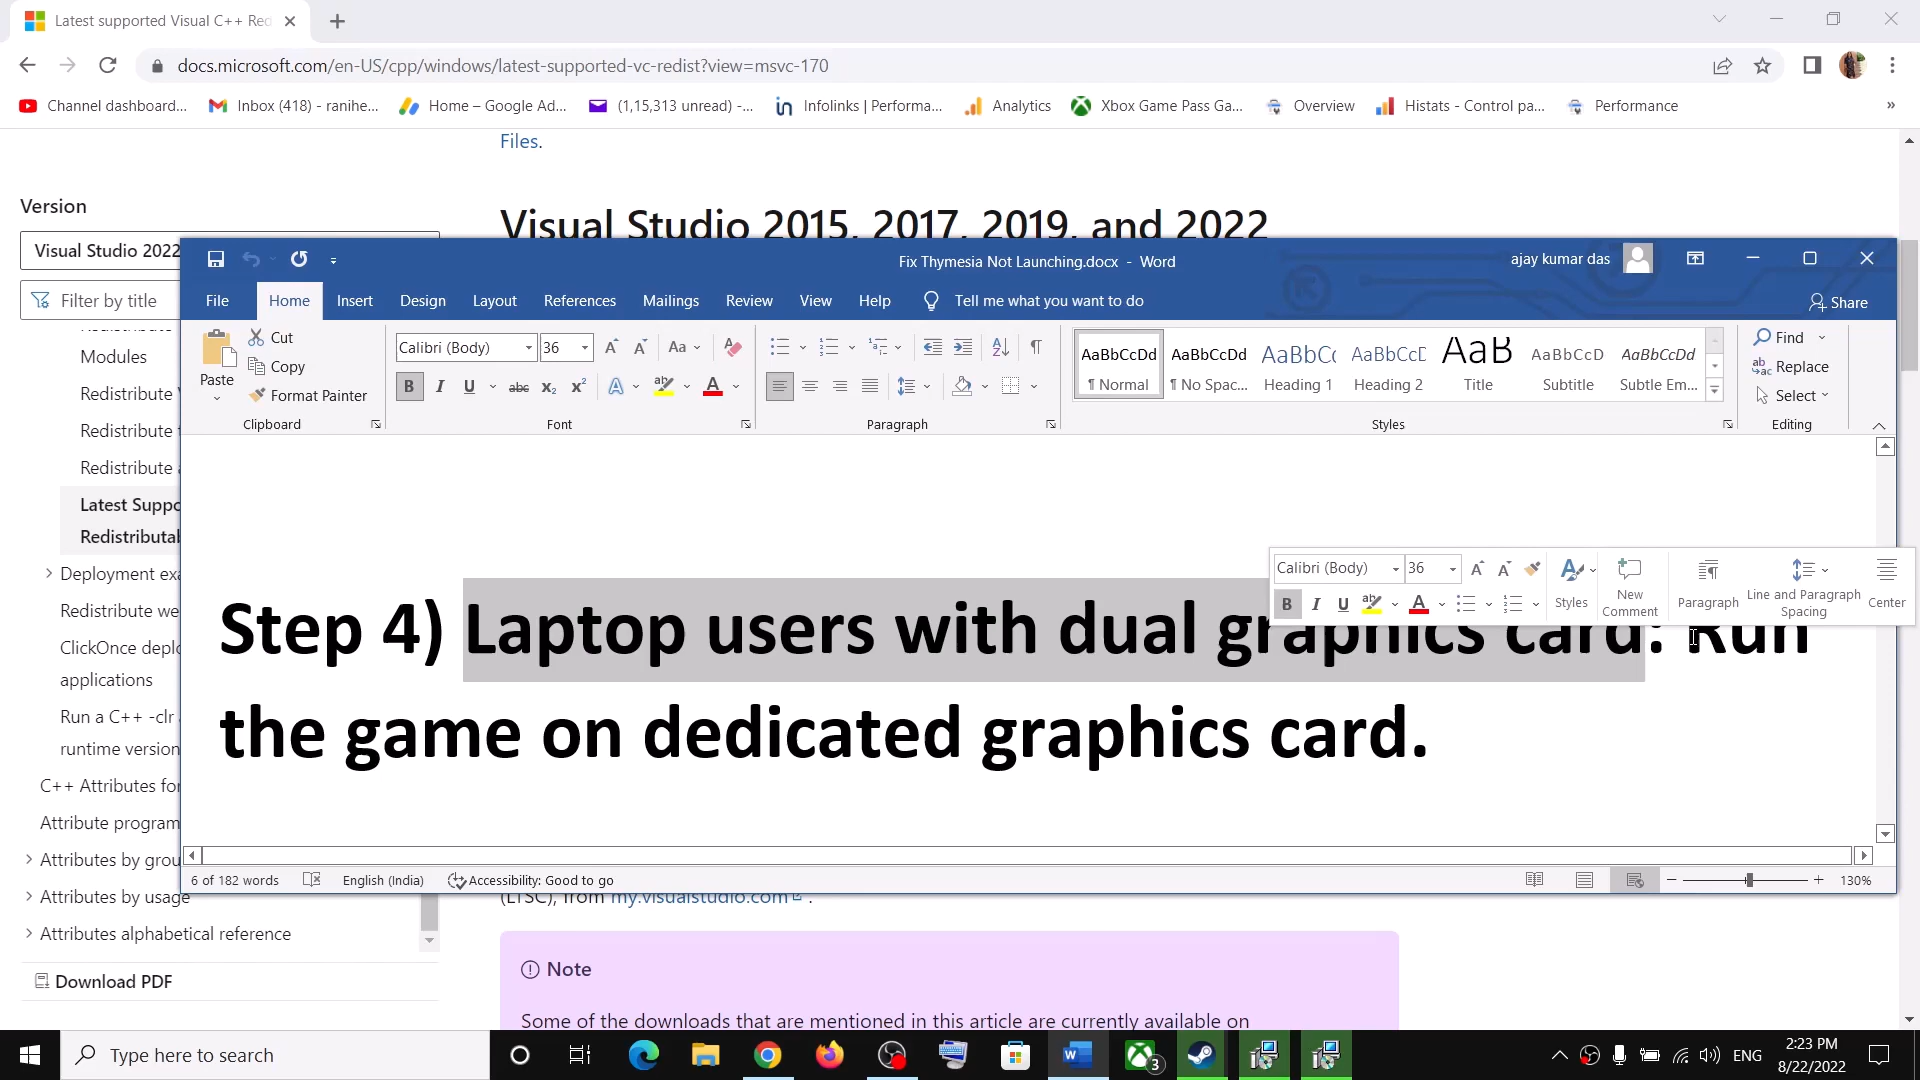 Latest supported Visual C++ Red
docs.microsoft.com/en-US/cpp/windows/latest-supported-vc-redist?view=msvc-170
Channel dashboard...
Inbox (418) - ranihe...
Home – Google Ad...
(1,15,313 unread) -...
Infolinks | Performa...
Analytics
Xbox Game Pass Ga...
Overview
Histats - Control pa...
Performance
»
Files.
Version
Visual Studio 2015, 2017, 2019, and 2022
Visual Studio 2022
Filter by title
Modules
Redistribute
Redistribute
Redistribute
Latest Suppo
Redistributal
Deployment exa
Redistribute we
ClickOnce deplo
applications
Run a C++ -clr
runtime version
C++ Attributes for
Attribute program
Attributes by grou
Attributes by usage
Attributes alphabetical reference
Download PDF
Fix Thymesia Not Launching.docx - Word
ajay kumar das
File
Home
Insert
Design
Layout
References
Mailings
Review
View
Help
Tell me what you want to do
Share
Paste
Cut
Copy
Format Painter
Clipboard
Calibri (Body)
36
Aa
B I U abc x₂ x²
Font
Paragraph
AaBbCcDd
¶ Normal
AaBbCcDd
¶ No Spac...
AaBbCc
Heading 1
AaBbCcD
Heading 2
AaB
Title
AaBbCcD
Subtitle
AaBbCcDd
Subtle Em...
Styles
Find
Replace
Select
Editing
Calibri (Body)
36
B I U
Styles
New
Comment
Paragraph
Line and Paragraph
Spacing
Center
Step 4) Laptop users with dual graphics card: Run
the game on dedicated graphics card.
6 of 182 words
English (India)
Accessibility: Good to go
130%
(LTSC), from my.visualstudio.com .
Note
Some of the downloads that are mentioned in this article are currently available on
Type here to search
3
ENG
2:23 PM
8/22/2022